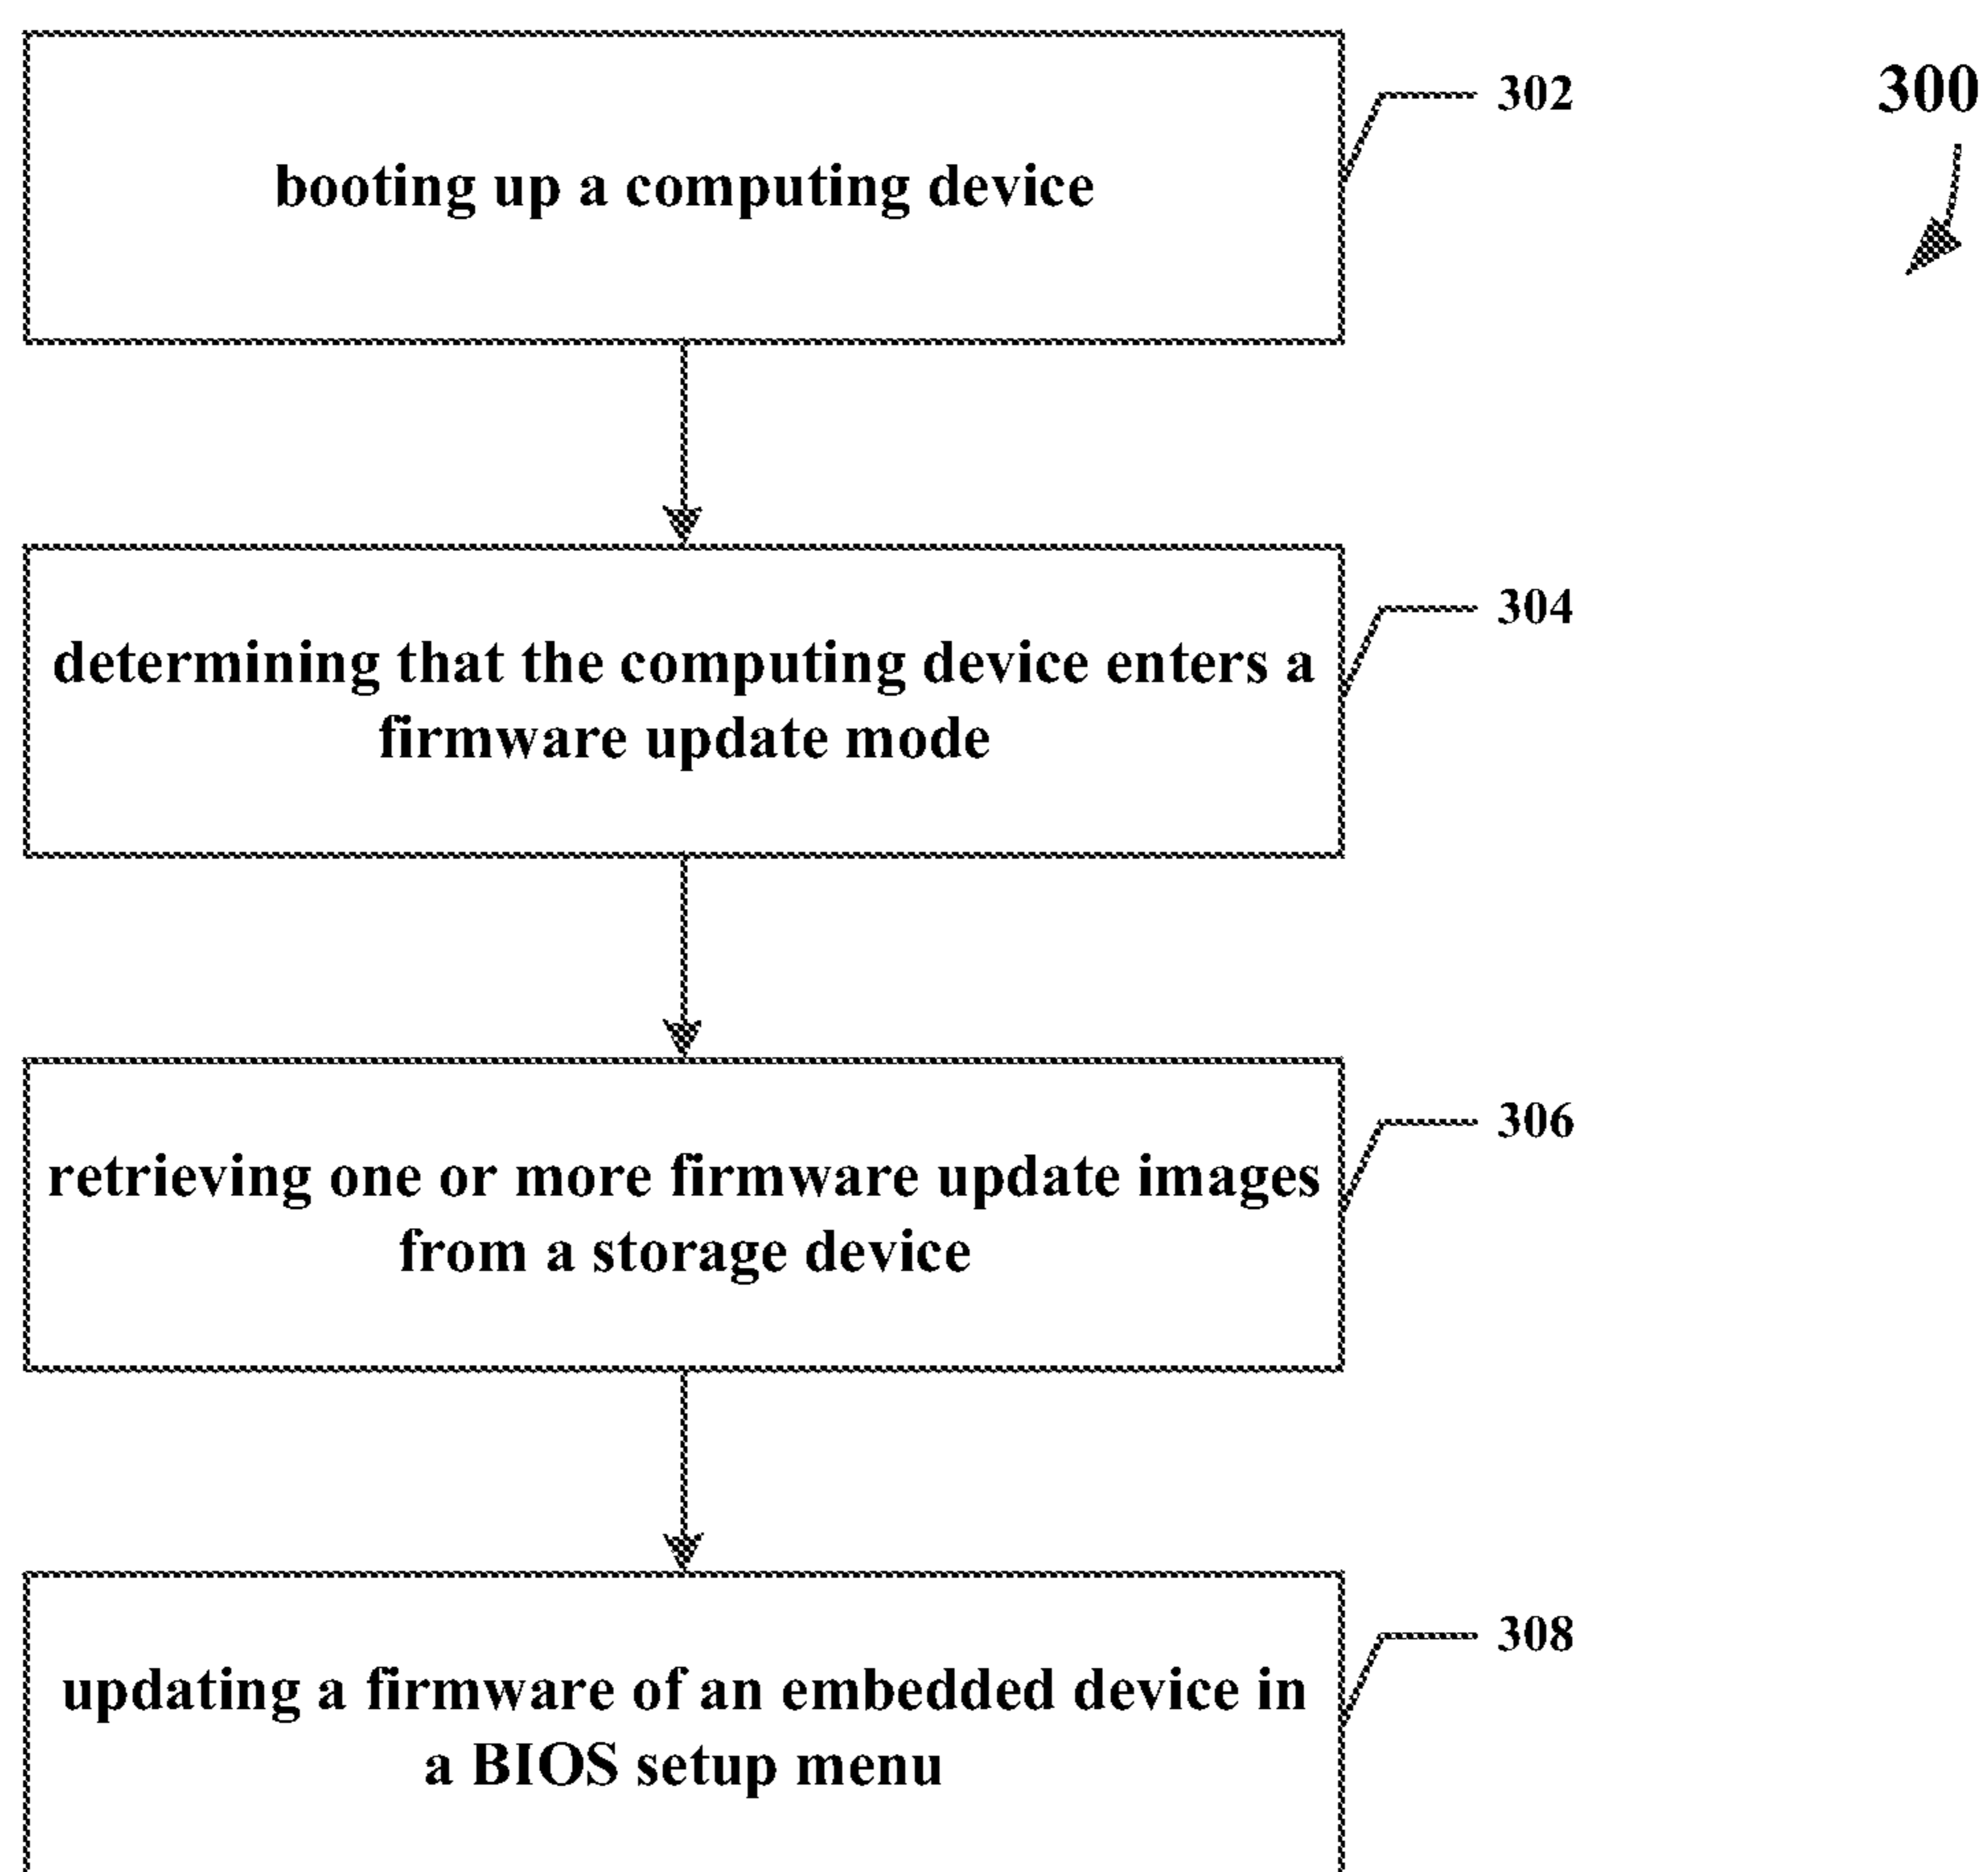 300
booting up a computing device
302
determining that the computing device enters a
firmware update mode
304
retrieving one or more firmware update images
from a storage device
306
updating a firmware of an embedded device in
a BIOS setup menu
308